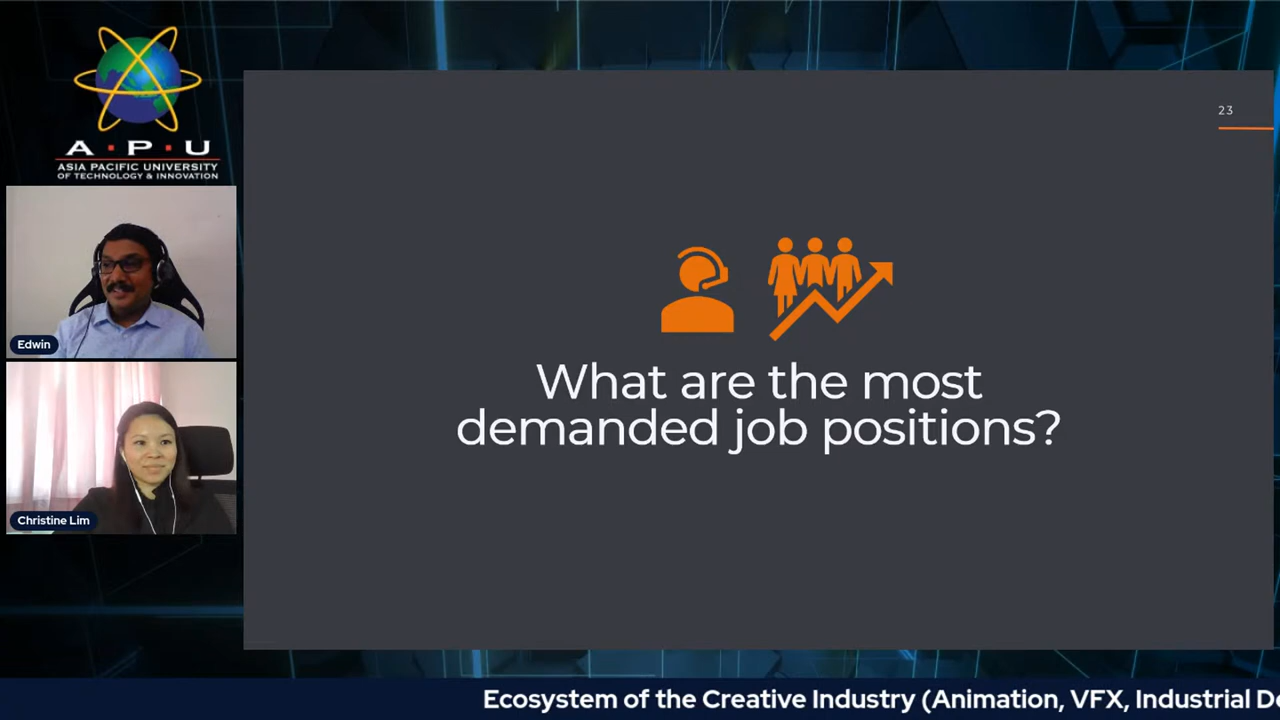 A·P·U
ASIA PACIFIC UNIVERSITY
OF TECHNOLOGY & INNOVATION
Edwin
Christine Lim
23
What are the most
demanded job positions?
Ecosystem of the Creative Industry (Animation, VFX, Industrial